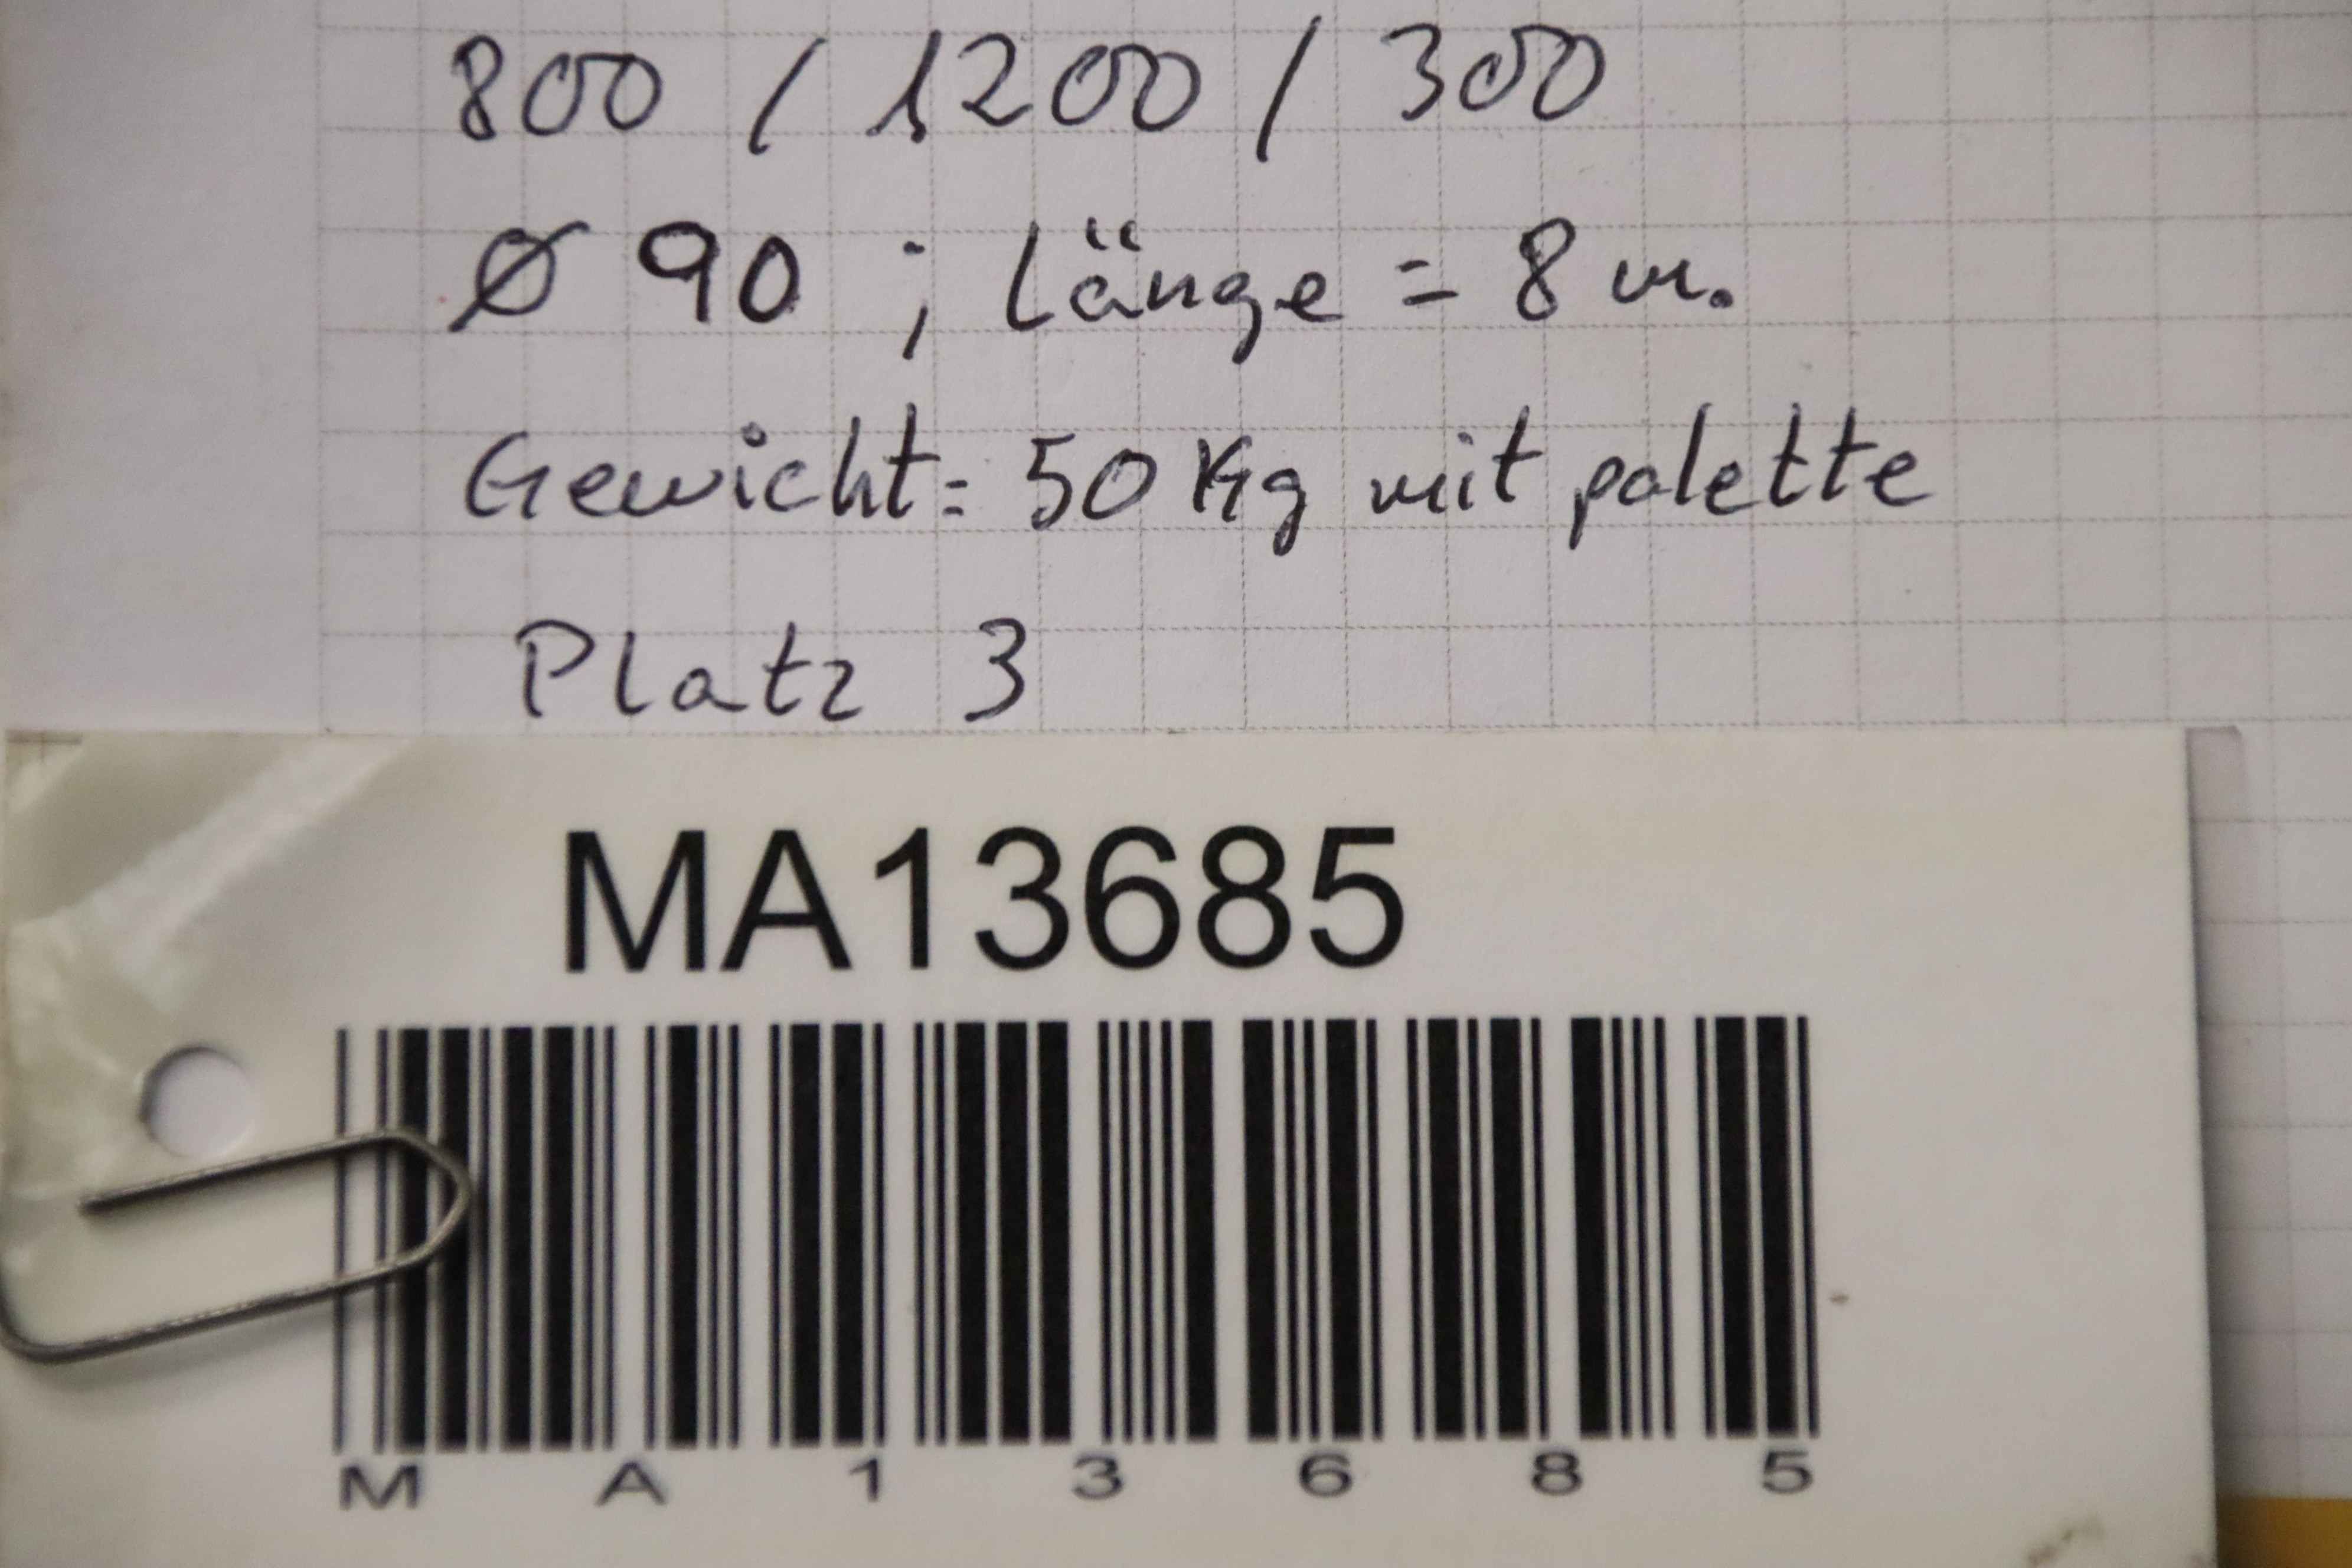 800 / 1200 / 300
Ø 90 ; Länge = 8 m.
Gewicht = 50 Kg mit palette
Platz 3
MA13685
M A 1 3 6 8 5